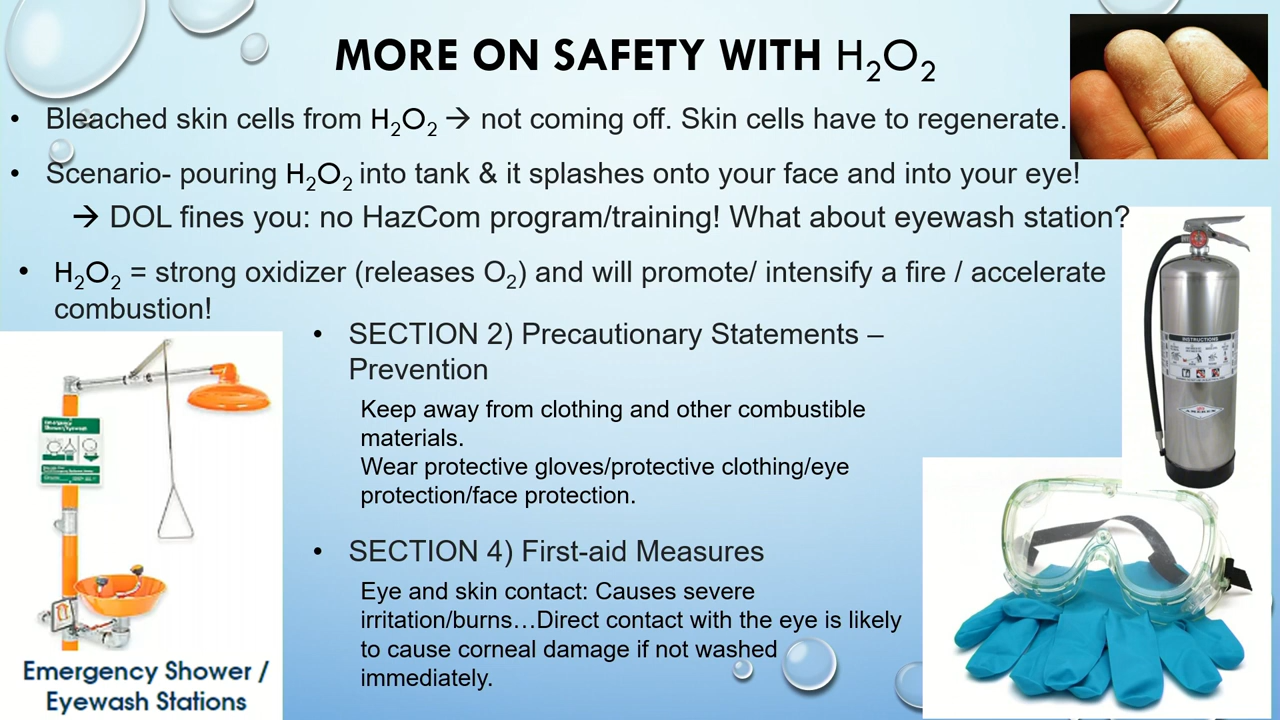 MORE ON SAFETY WITH H₂O₂
• Bleached skin cells from H₂O₂ → not coming off. Skin cells have to regenerate.
• Scenario- pouring H₂O₂ into tank & it splashes onto your face and into your eye!
→ DOL fines you: no HazCom program/training! What about eyewash station?
• H₂O₂ = strong oxidizer (releases O₂) and will promote/ intensify a fire / accelerate
combustion!
• SECTION 2) Precautionary Statements –
Prevention
Keep away from clothing and other combustible
materials.
Wear protective gloves/protective clothing/eye
protection/face protection.
• SECTION 4) First-aid Measures
Eye and skin contact: Causes severe
irritation/burns…Direct contact with the eye is likely
to cause corneal damage if not washed
immediately.
Emergency
Shower/Eyewash
Emergency Shower /
Eyewash Stations
INSTRUCTIONS
AMEREX